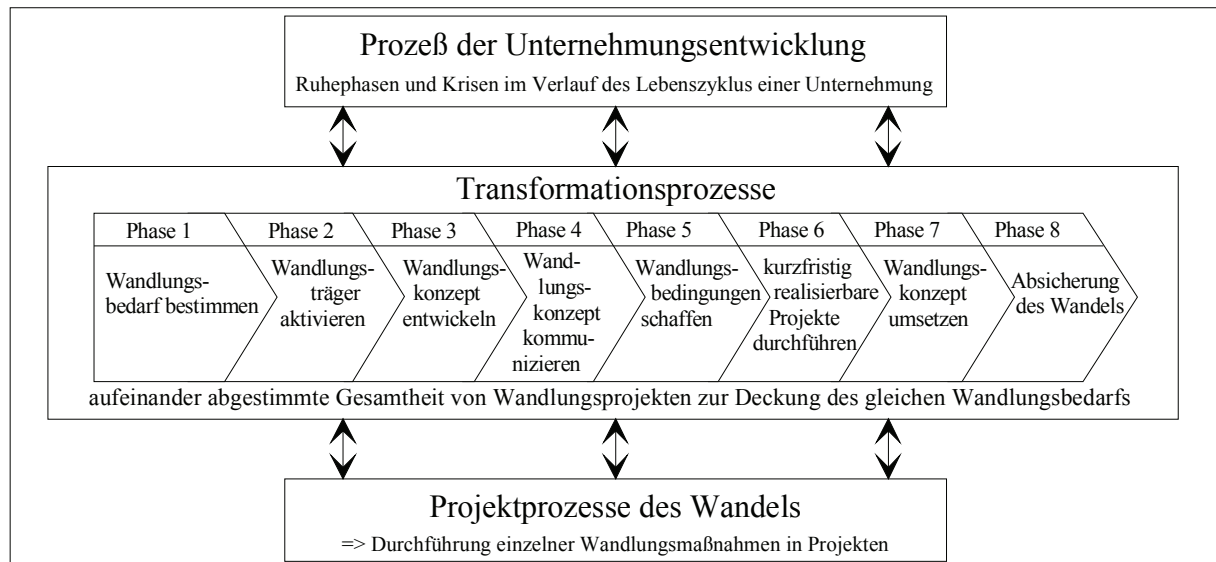 Prozeß der Unternehmungsentwicklung
Ruhephasen und Krisen im Verlauf des Lebenszyklus einer Unternehmung
Transformationsprozesse
Phase 1
Wandlungs-
bedarf bestimmen
Phase 2
Wandlungs-
träger
aktivieren
Phase 3
Wandlungs-
konzept
entwickeln
Phase 4
Wand-
lungs-
konzept
kommu-
nizieren
Phase 5
Wandlungs-
bedingungen
schaffen
Phase 6
kurzfristig
realisierbare
Projekte
durchführen
Phase 7
Wandlungs-
konzept
umsetzen
Phase 8
Absicherung
des Wandels
aufeinander abgestimmte Gesamtheit von Wandlungsprojekten zur Deckung des gleichen Wandlungsbedarfs
Projektprozesse des Wandels
=> Durchführung einzelner Wandlungsmaßnahmen in Projekten